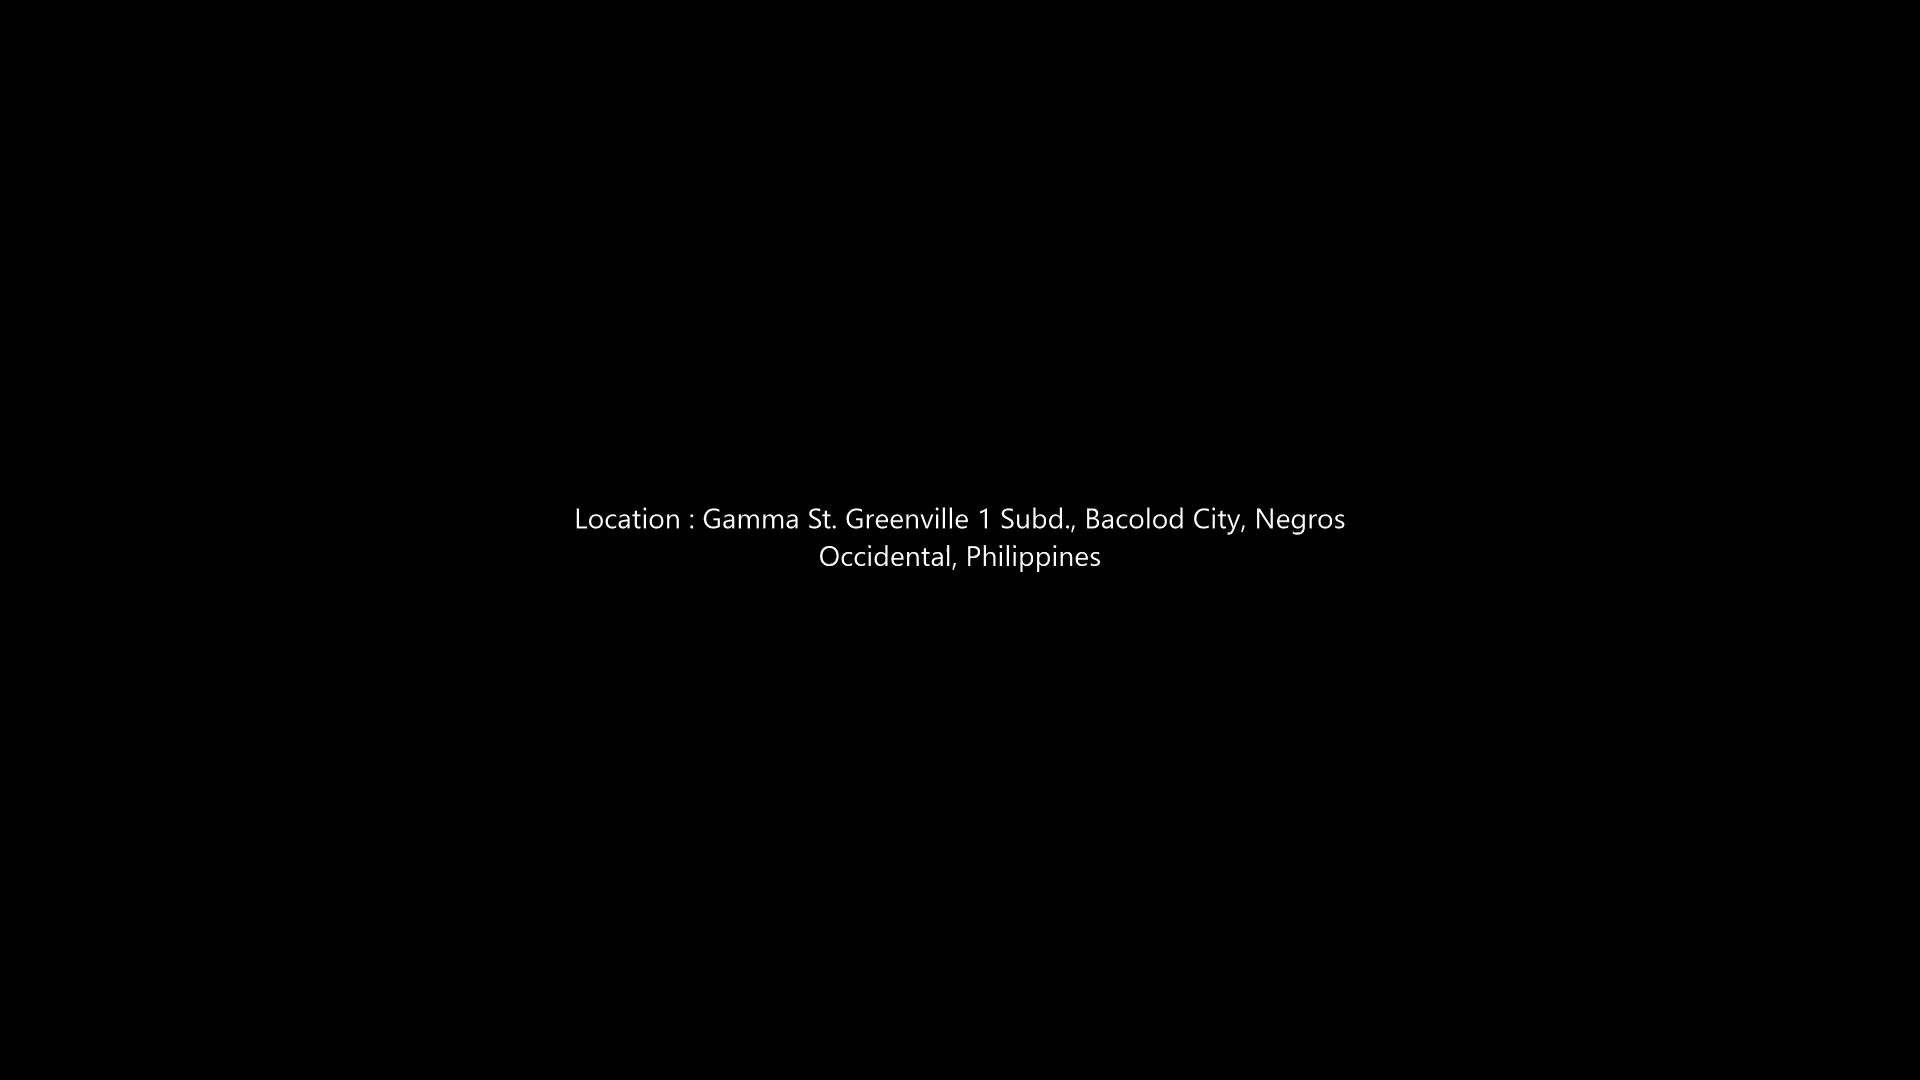 Location : Gamma St. Greenville 1 Subd., Bacolod City, Negros
Occidental, Philippines